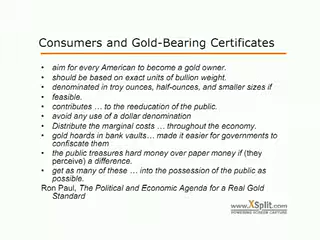 Consumers and Gold-Bearing Certificates
• aim for every American to become a gold owner.
• should be based on exact units of bullion weight.
• denominated in troy ounces, half-ounces, and smaller sizes if
• feasible.
• contributes … to the reeducation of the public.
• avoid any use of a dollar denomination
• Distribute the marginal costs … throughout the economy.
• gold hoards in bank vaults… made it easier for governments to
confiscate them
• the public treasures hard money over paper money if (they
perceive) a difference.
• get as many of these … into the possession of the public as
possible.
Ron Paul, The Political and Economic Agenda for a Real Gold
Standard
www.XSplit.com